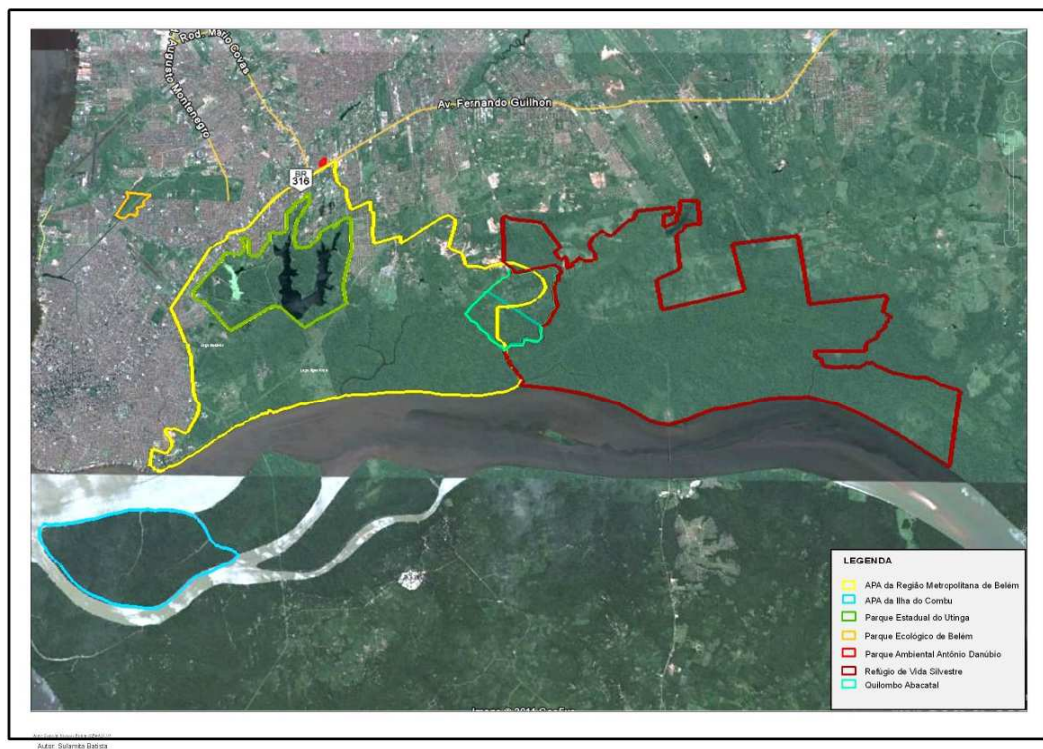 Rod. Mário Covas
Augusto Montenegro
Av. Fernando Guilhon
BR
316
LEGENDA
APA da Região Metropolitana de Belém
APA da Ilha do Combu
Parque Estadual do Utinga
Parque Ecológico de Belém
Parque Ambiental Antônio Danúbio
Refúgio de Vida Silvestre
Quilombo Abacatal
Autor: Sulamita Batista